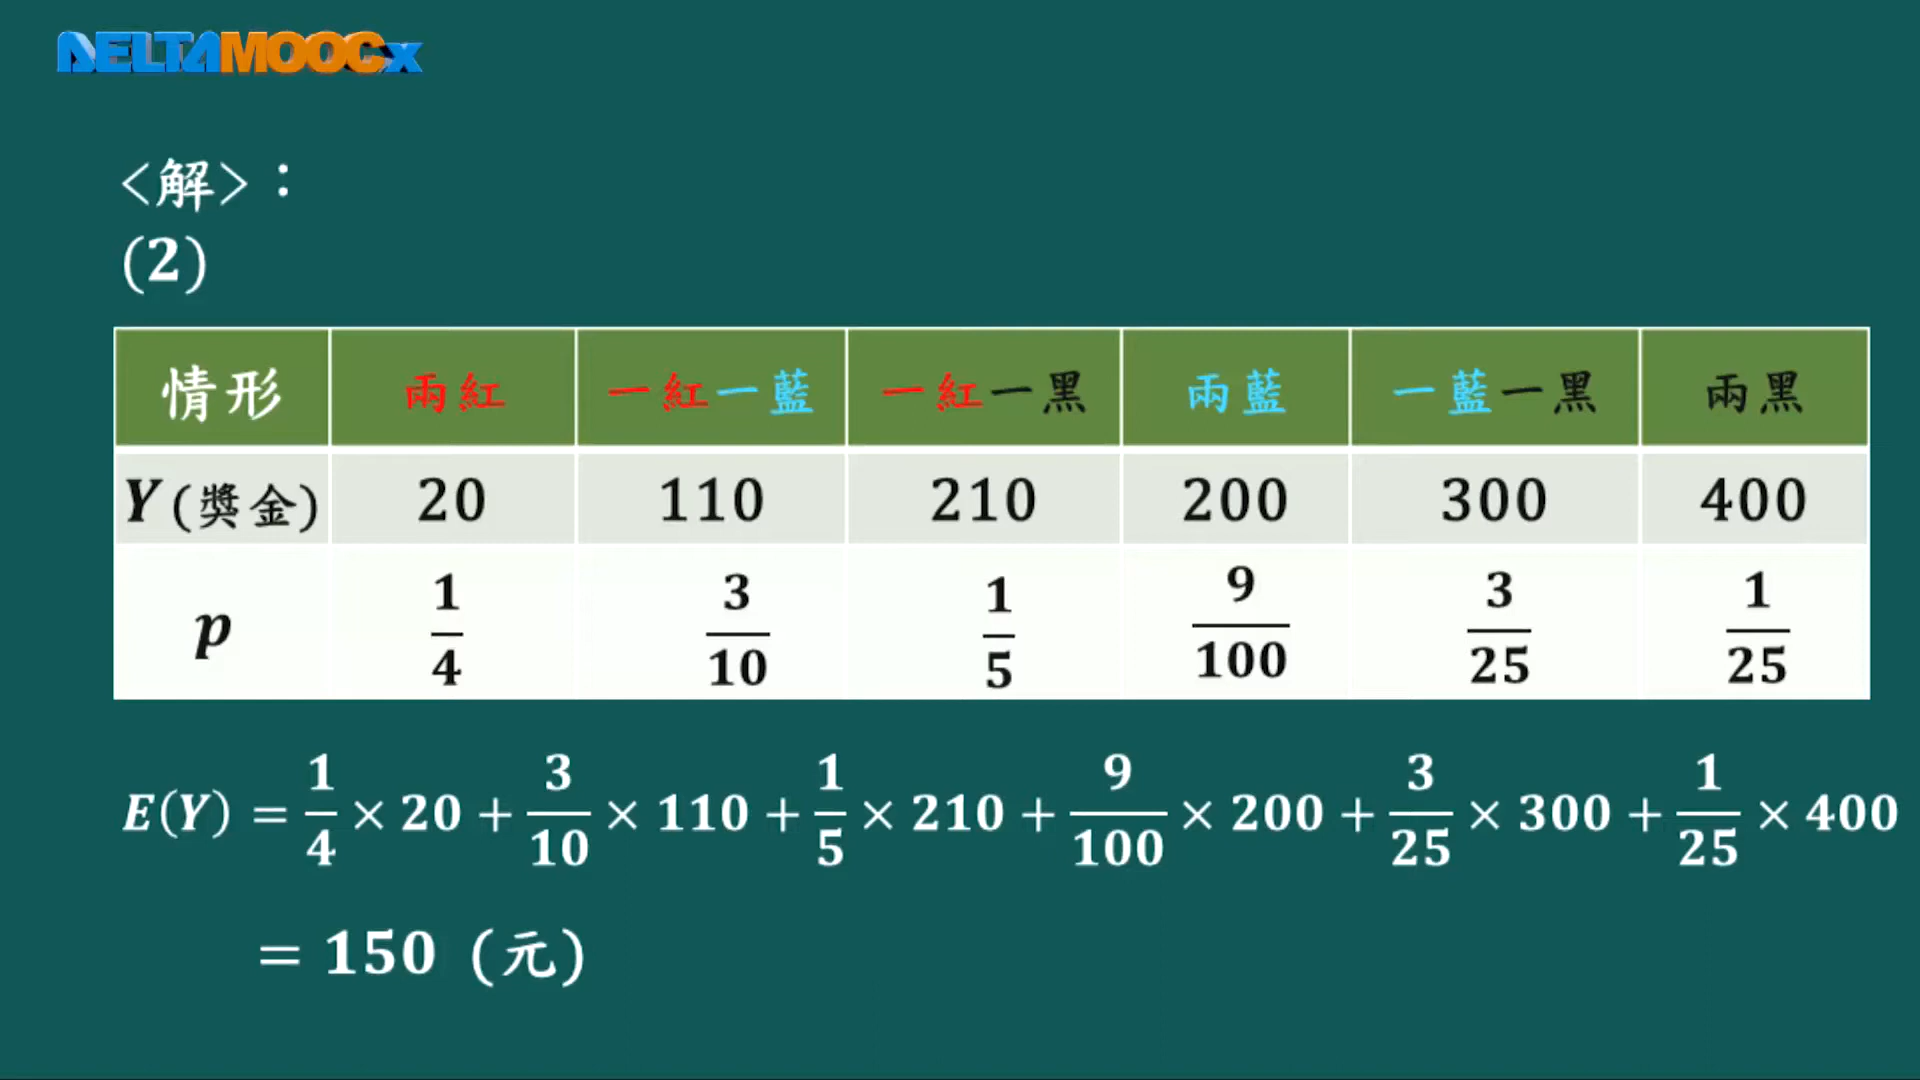 DELTAMOOCx
<解>：
(2)
情形 兩紅 一紅一藍 一紅一黑 兩藍 一藍一黑 兩黑
Y(獎金) 20 110 210 200 300 400
p 1/4 3/10 1/5 9/100 3/25 1/25
E(Y) = 1/4 × 20 + 3/10 × 110 + 1/5 × 210 + 9/100 × 200 + 3/25 × 300 + 1/25 × 400
= 150 (元)